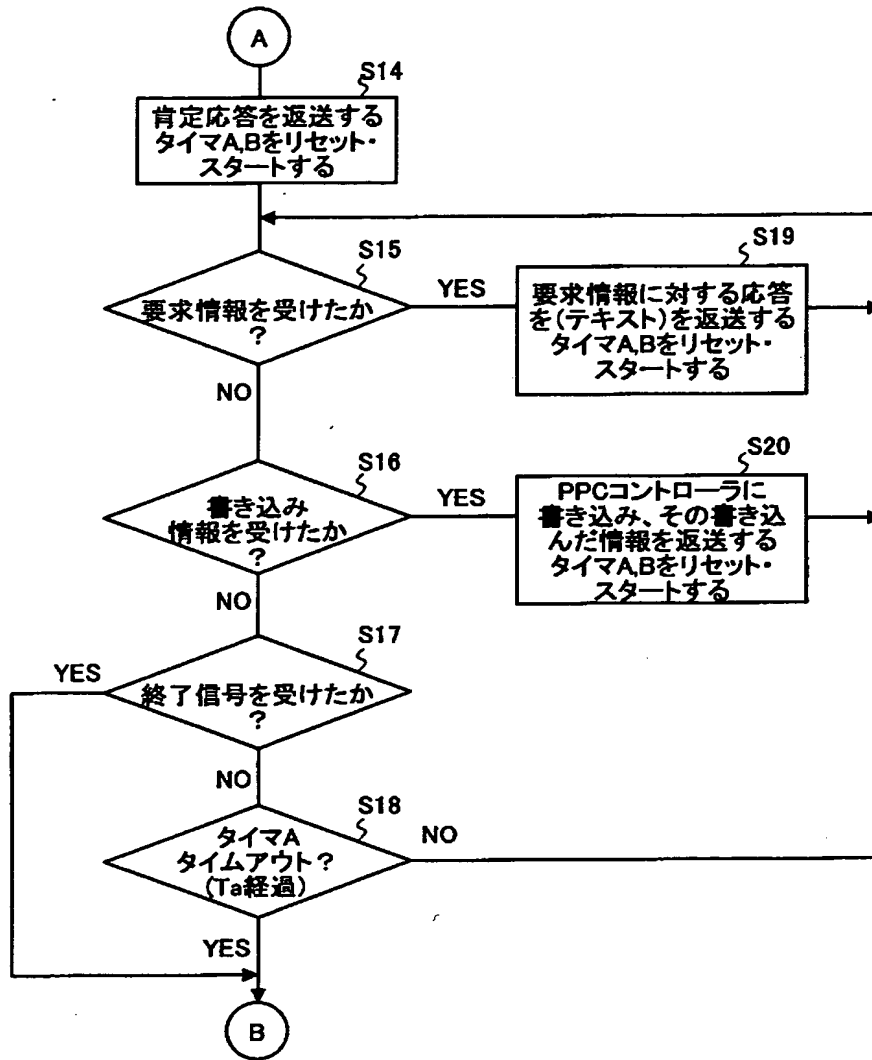 A
S14
肯定応答を返送する
タイマA,Bをリセット・
スタートする
S15
要求情報を受けたか
？
YES
NO
S19
要求情報に対する応答
を(テキスト)を返送する
タイマA,Bをリセット・
スタートする
S16
書き込み
情報を受けたか
？
YES
NO
S20
PPCコントローラに
書き込み、その書き込
んだ情報を返送する
タイマA,Bをリセット・
スタートする
S17
終了信号を受けたか
？
YES
NO
S18
タイマA
タイムアウト？
(Ta経過)
NO
YES
B